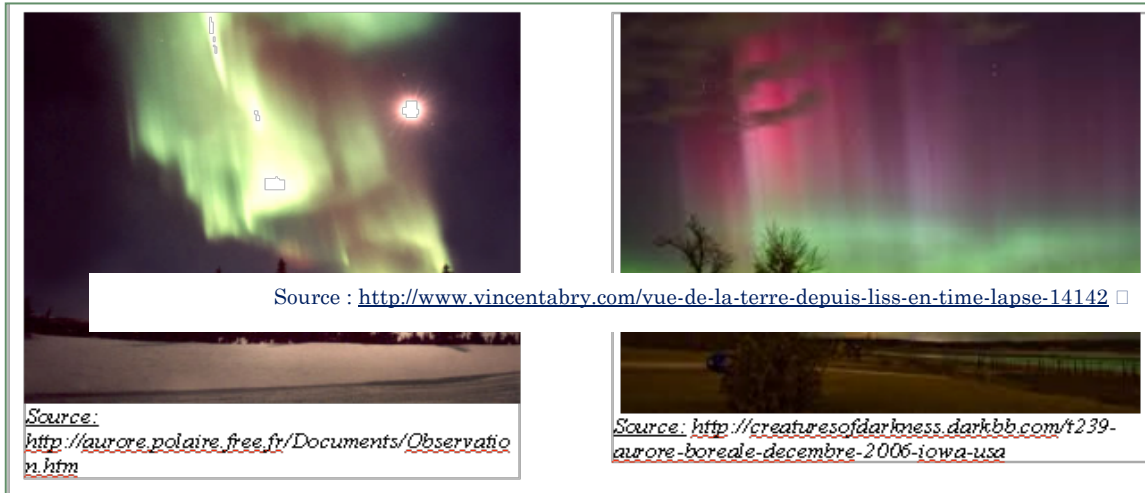 Source : http://www.vincentabry.com/vue-de-la-terre-depuis-liss-en-time-lapse-14142
Source:
http://aurore.polaire.free.fr/Documents/Observatio
n.htm
Source: http://creaturesofdarkness.darkbb.com/t239-
aurore-boreale-decembre-2006-iowa-usa